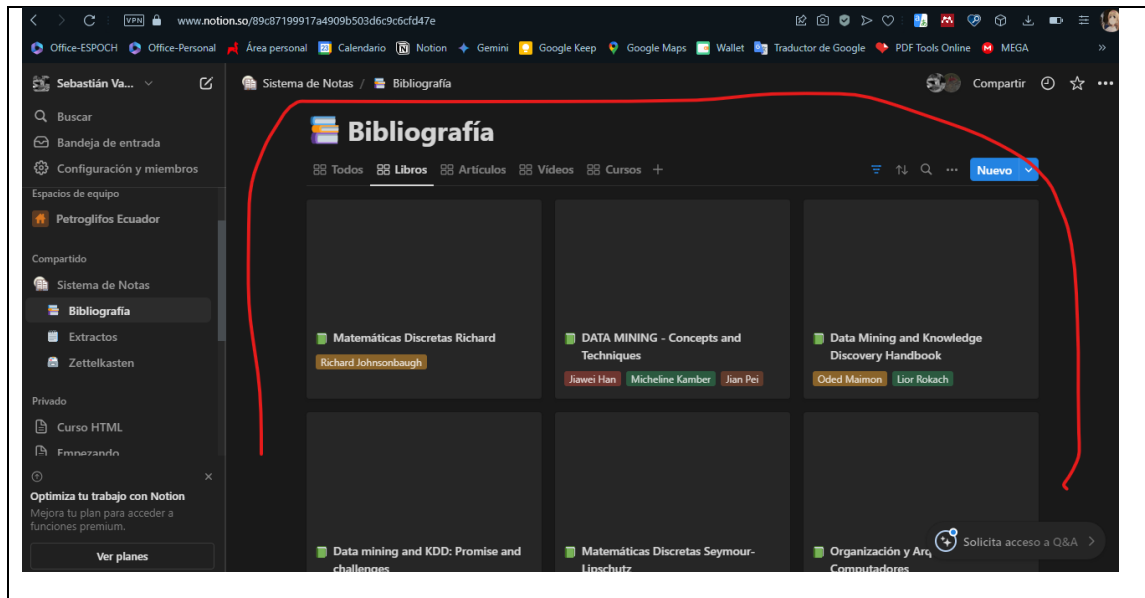 VPN www.notion.so/89c87199917a4909b503d6c9c6cfd47e
Office-ESPOCH Office-Personal Área personal 23 Calendario Notion Gemini Google Keep Google Maps Wallet Traductor de Google PDF Tools Online MEGA »
Sebastián Va...
Buscar
Bandeja de entrada
Configuración y miembros
Espacios de equipo
Petroglifos Ecuador
Compartido
Sistema de Notas
Bibliografía
Extractos
Zettelkasten
Privado
Curso HTML
Empezando
Optimiza tu trabajo con Notion
Mejora tu plan para acceder a
funciones premium.
Ver planes
Sistema de Notas / Bibliografía
Compartir
Bibliografía
Todos Libros Artículos Vídeos Cursos +
Nuevo
Matemáticas Discretas Richard
Richard Johnsonbaugh
DATA MINING - Concepts and
Techniques
Jiawei Han Micheline Kamber Jian Pei
Data Mining and Knowledge
Discovery Handbook
Oded Maimon Lior Rokach
Data mining and KDD: Promise and
challenges
Matemáticas Discretas Seymour-
Lipschutz
Organización y
Computadores
Solicita acceso a Q&A